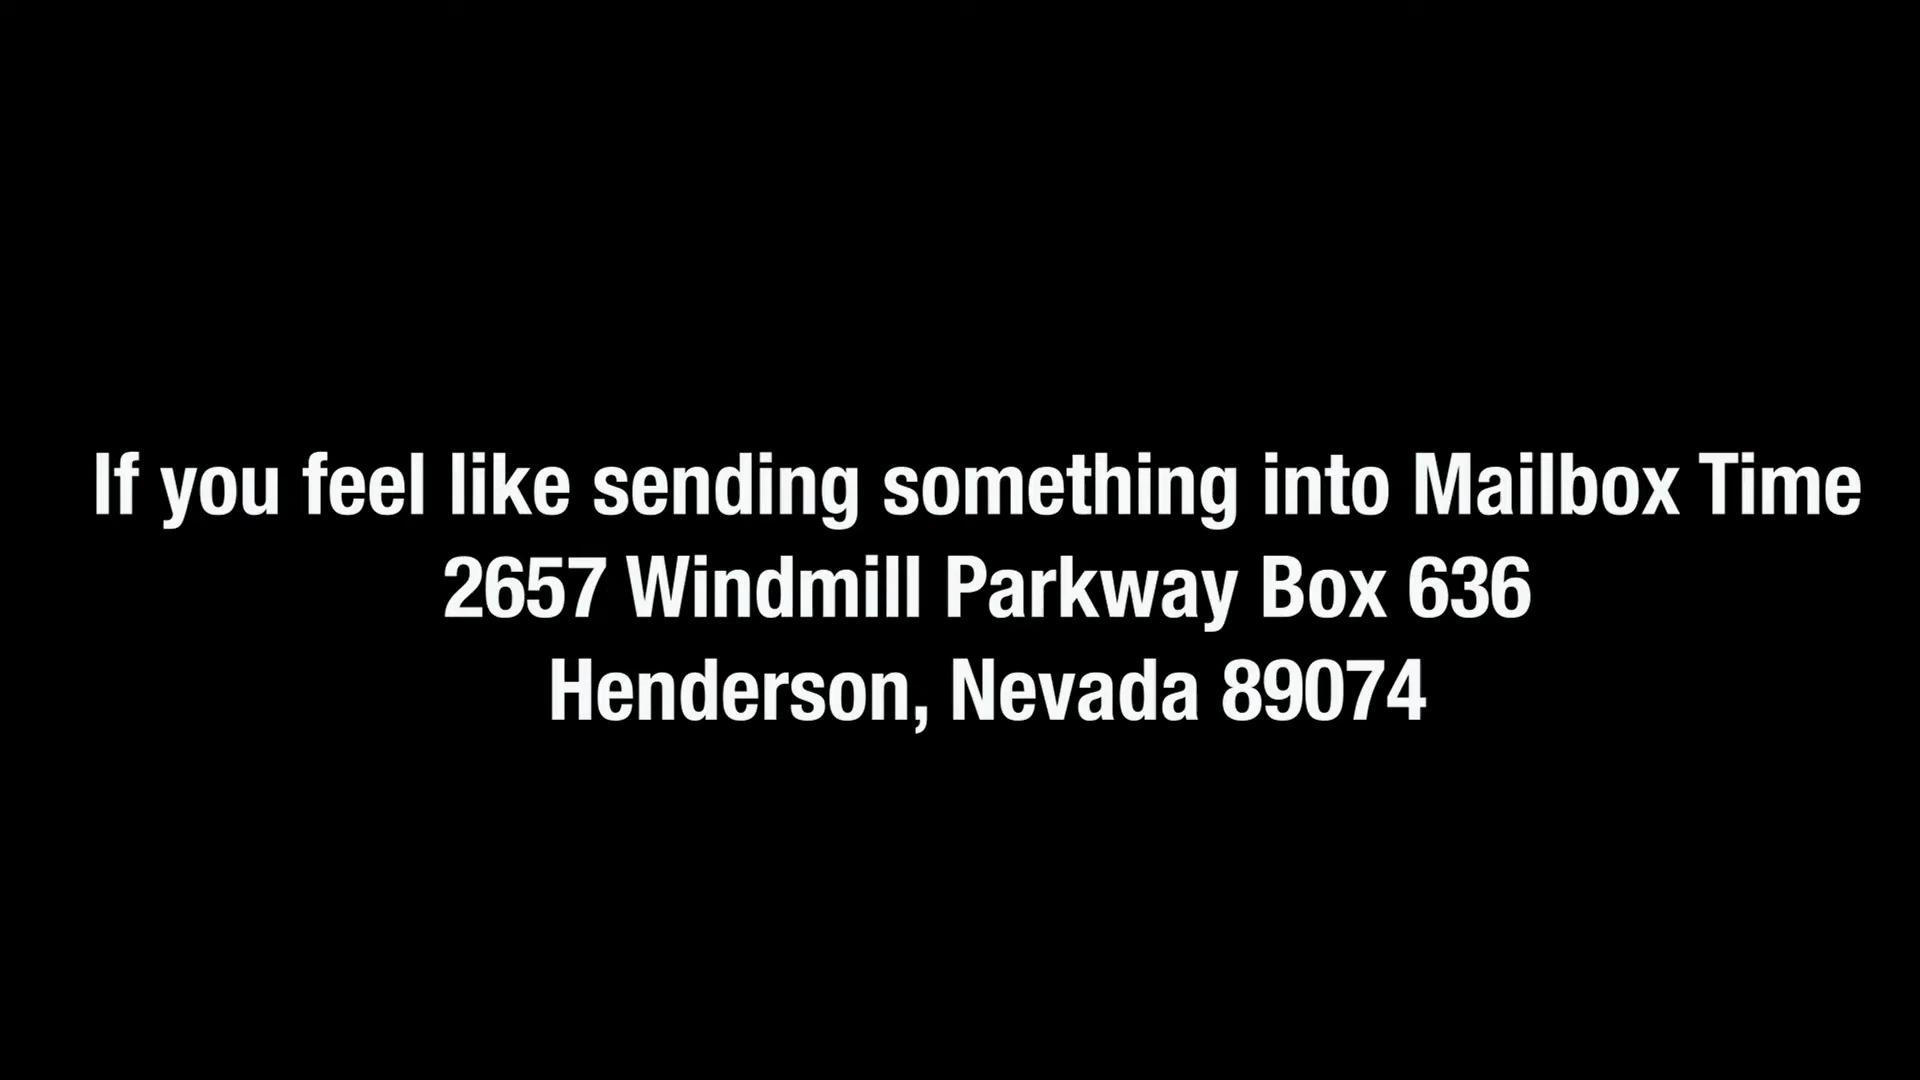 If you feel like sending something into Mailbox Time
2657 Windmill Parkway Box 636
Henderson, Nevada 89074